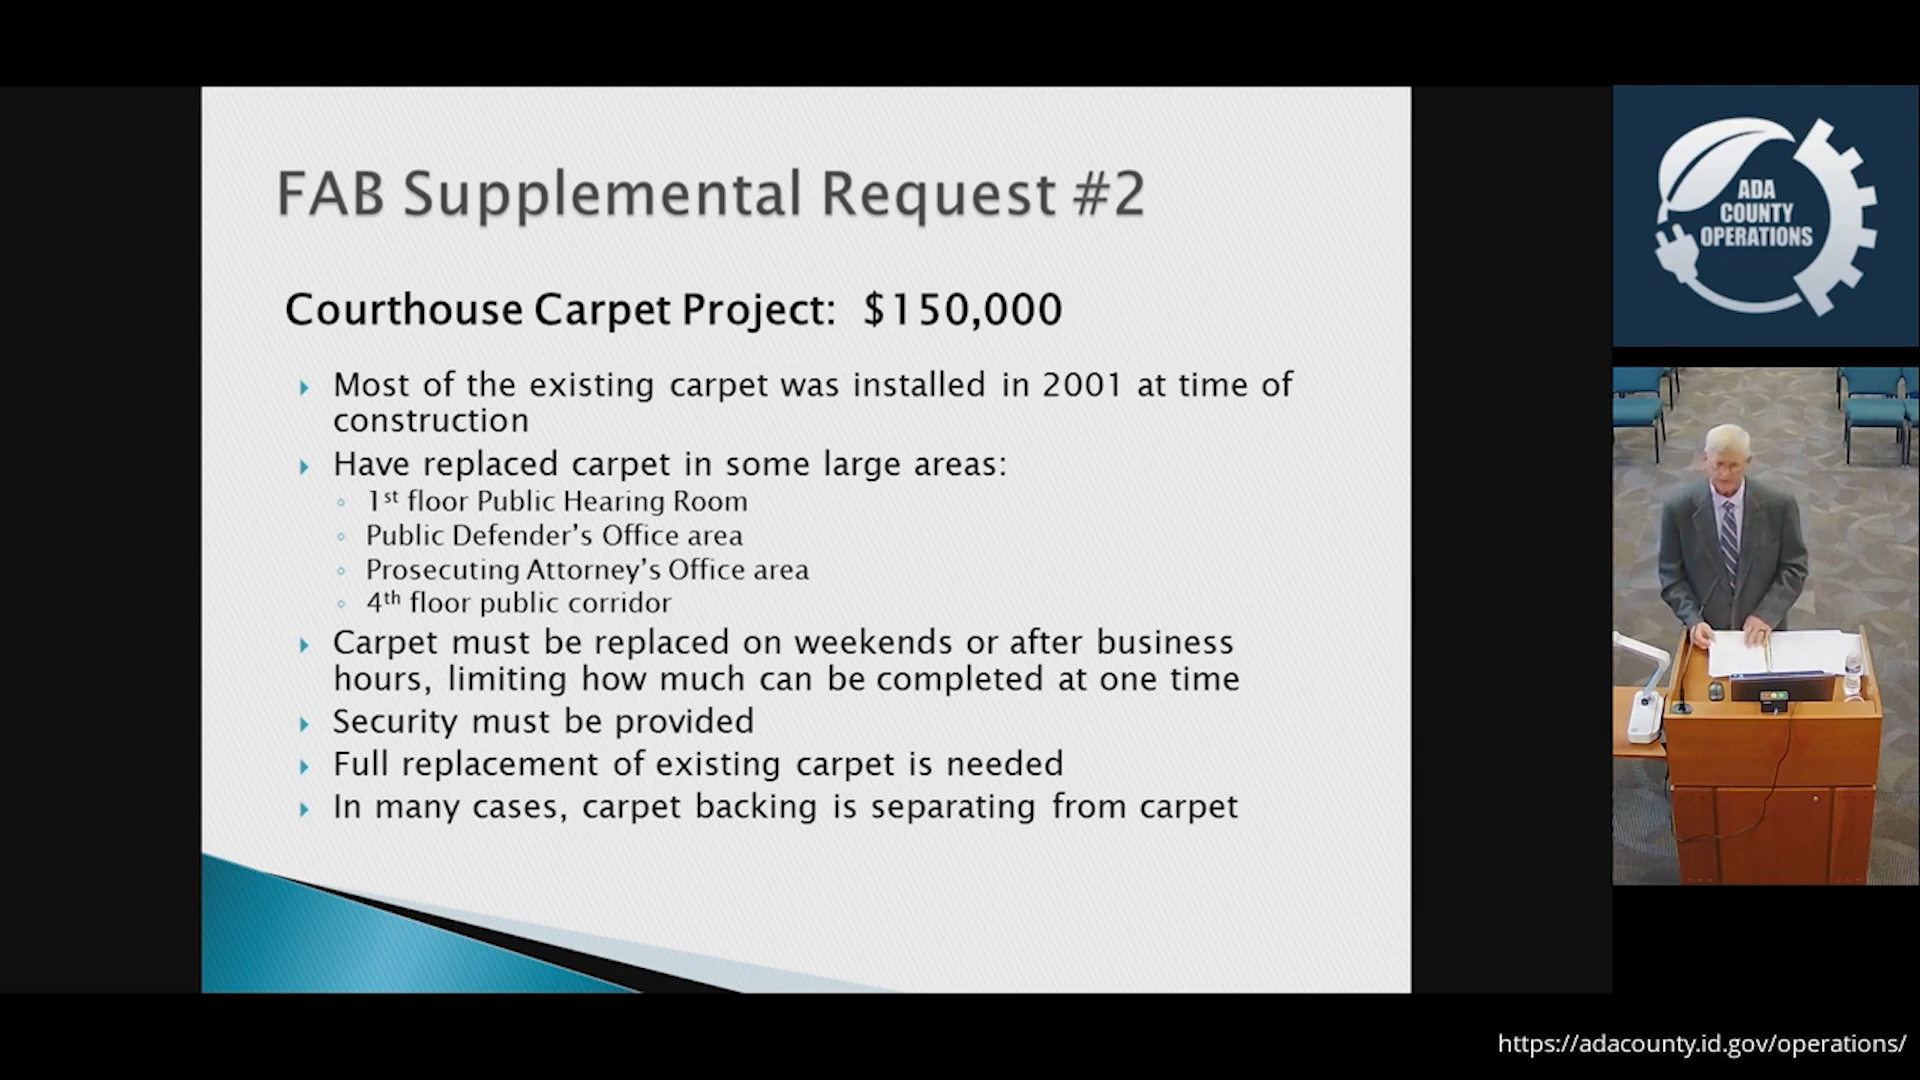 FAB Supplemental Request #2
Courthouse Carpet Project: $150,000
Most of the existing carpet was installed in 2001 at time of
construction
Have replaced carpet in some large areas:
1st floor Public Hearing Room
Public Defender’s Office area
Prosecuting Attorney’s Office area
4th floor public corridor
Carpet must be replaced on weekends or after business
hours, limiting how much can be completed at one time
Security must be provided
Full replacement of existing carpet is needed
In many cases, carpet backing is separating from carpet
ADA
COUNTY
OPERATIONS
https://adacounty.id.gov/operations/